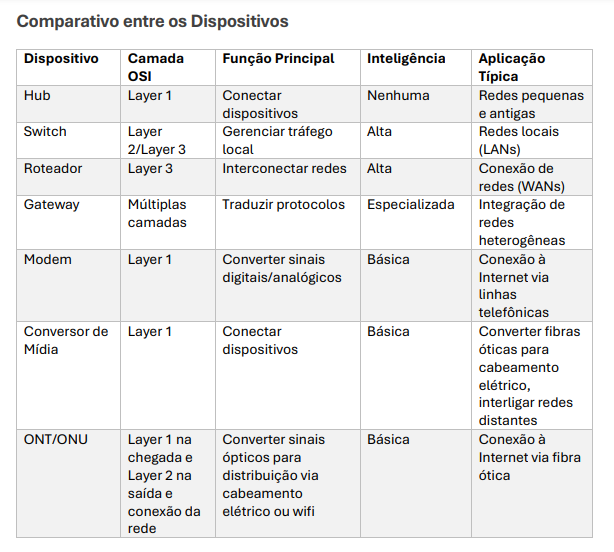 Comparativo entre os Dispositivos
Dispositivo Camada OSI Função Principal Inteligência Aplicação Típica
Hub Layer 1 Conectar dispositivos Nenhuma Redes pequenas e antigas
Switch Layer 2/Layer 3 Gerenciar tráfego local Alta Redes locais (LANs)
Roteador Layer 3 Interconectar redes Alta Conexão de redes (WANs)
Gateway Múltiplas camadas Traduzir protocolos Especializada Integração de redes heterogêneas
Modem Layer 1 Converter sinais digitais/analógicos Básica Conexão à Internet via linhas telefônicas
Conversor de Mídia Layer 1 Conectar dispositivos Básica Converter fibras óticas para cabeamento elétrico, interligar redes distantes
ONT/ONU Layer 1 na chegada e Layer 2 na saída e conexão da rede Converter sinais ópticos para distribuição via cabeamento elétrico ou wifi Básica Conexão à Internet via fibra ótica